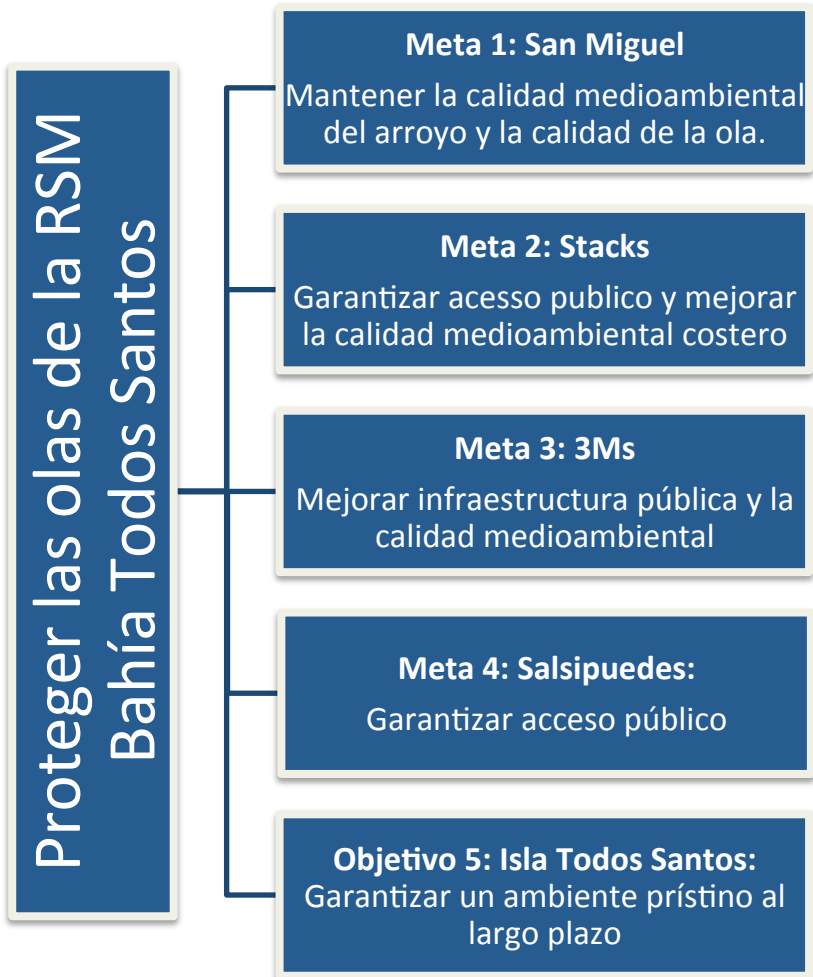 Proteger las olas de la RSM
Bahía Todos Santos
Meta 1: San Miguel
Mantener la calidad medioambiental
del arroyo y la calidad de la ola.
Meta 2: Stacks
Garantizar acesso publico y mejorar
la calidad medioambiental costero
Meta 3: 3Ms
Mejorar infraestructura pública y la
calidad medioambiental
Meta 4: Salsipuedes:
Garantizar acceso público
Objetivo 5: Isla Todos Santos:
Garantizar un ambiente prístino al
largo plazo